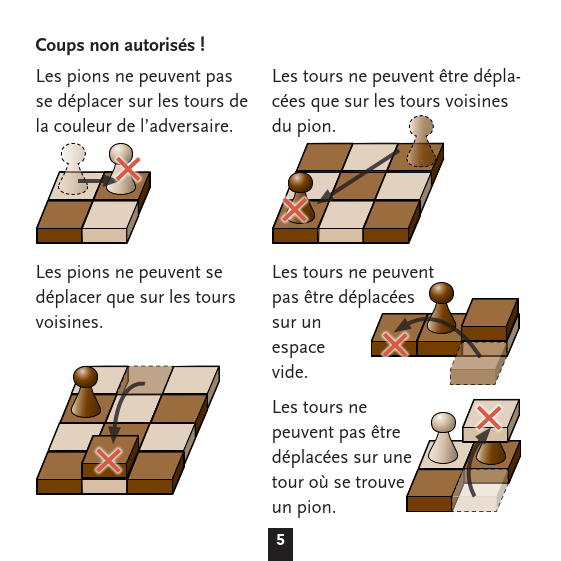 Coups non autorisés !
Les pions ne peuvent pas
se déplacer sur les tours de
la couleur de l'adversaire.
Les tours ne peuvent être dépla-
cées que sur les tours voisines
du pion.
Les pions ne peuvent se
déplacer que sur les tours
voisines.
Les tours ne peuvent
pas être déplacées
sur un
espace
vide.
Les tours ne
peuvent pas être
déplacées sur une
tour où se trouve
un pion.
5